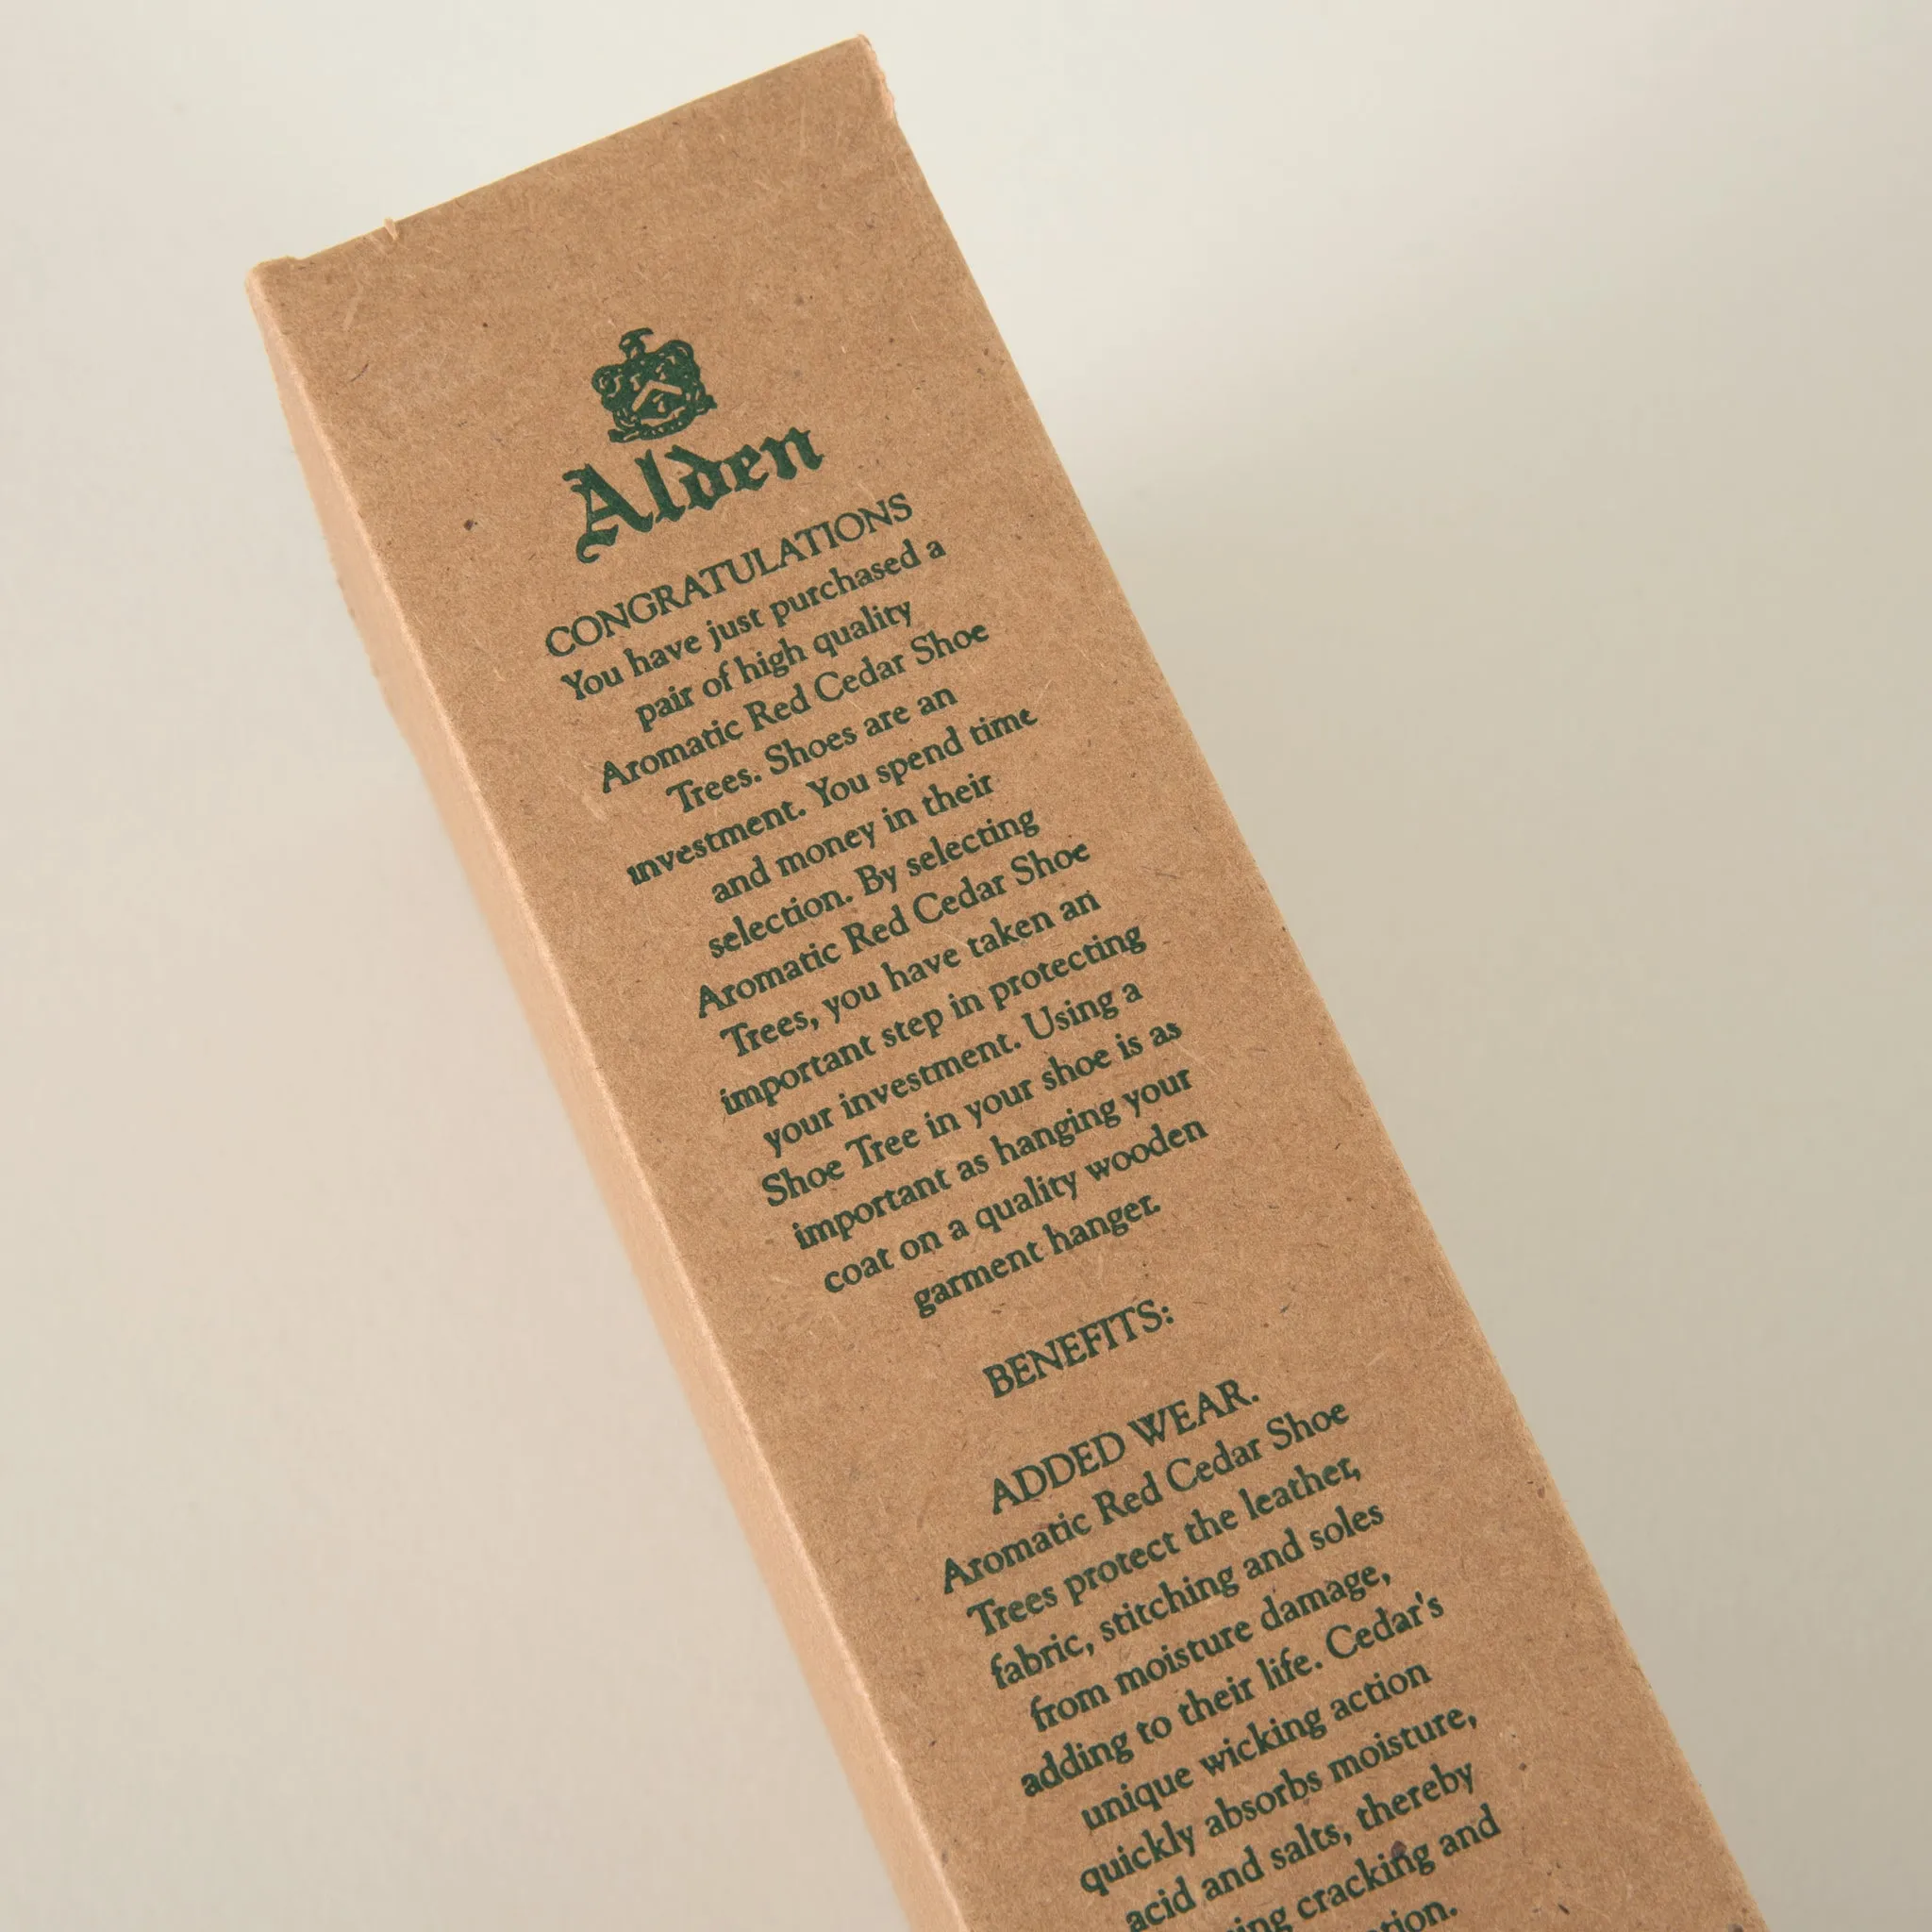 Alden
CONGRATULATIONS
You have just purchased a
pair of high quality
Aromatic Red Cedar Shoe
Trees. Shoes are an
investment. You spend time
and money in their
selection. By selecting
Aromatic Red Cedar Shoe
Trees, you have taken an
important step in protecting
your investment. Using a
Shoe Tree in your shoe is as
important as hanging your
coat on a quality wooden
garment hanger.
BENEFITS:
ADDED WEAR.
Aromatic Red Cedar Shoe
Trees protect the leather,
fabric, stitching and soles
from moisture damage,
adding to their life. Cedar's
unique wicking action
quickly absorbs moisture,
acid and salts, thereby
cracking and